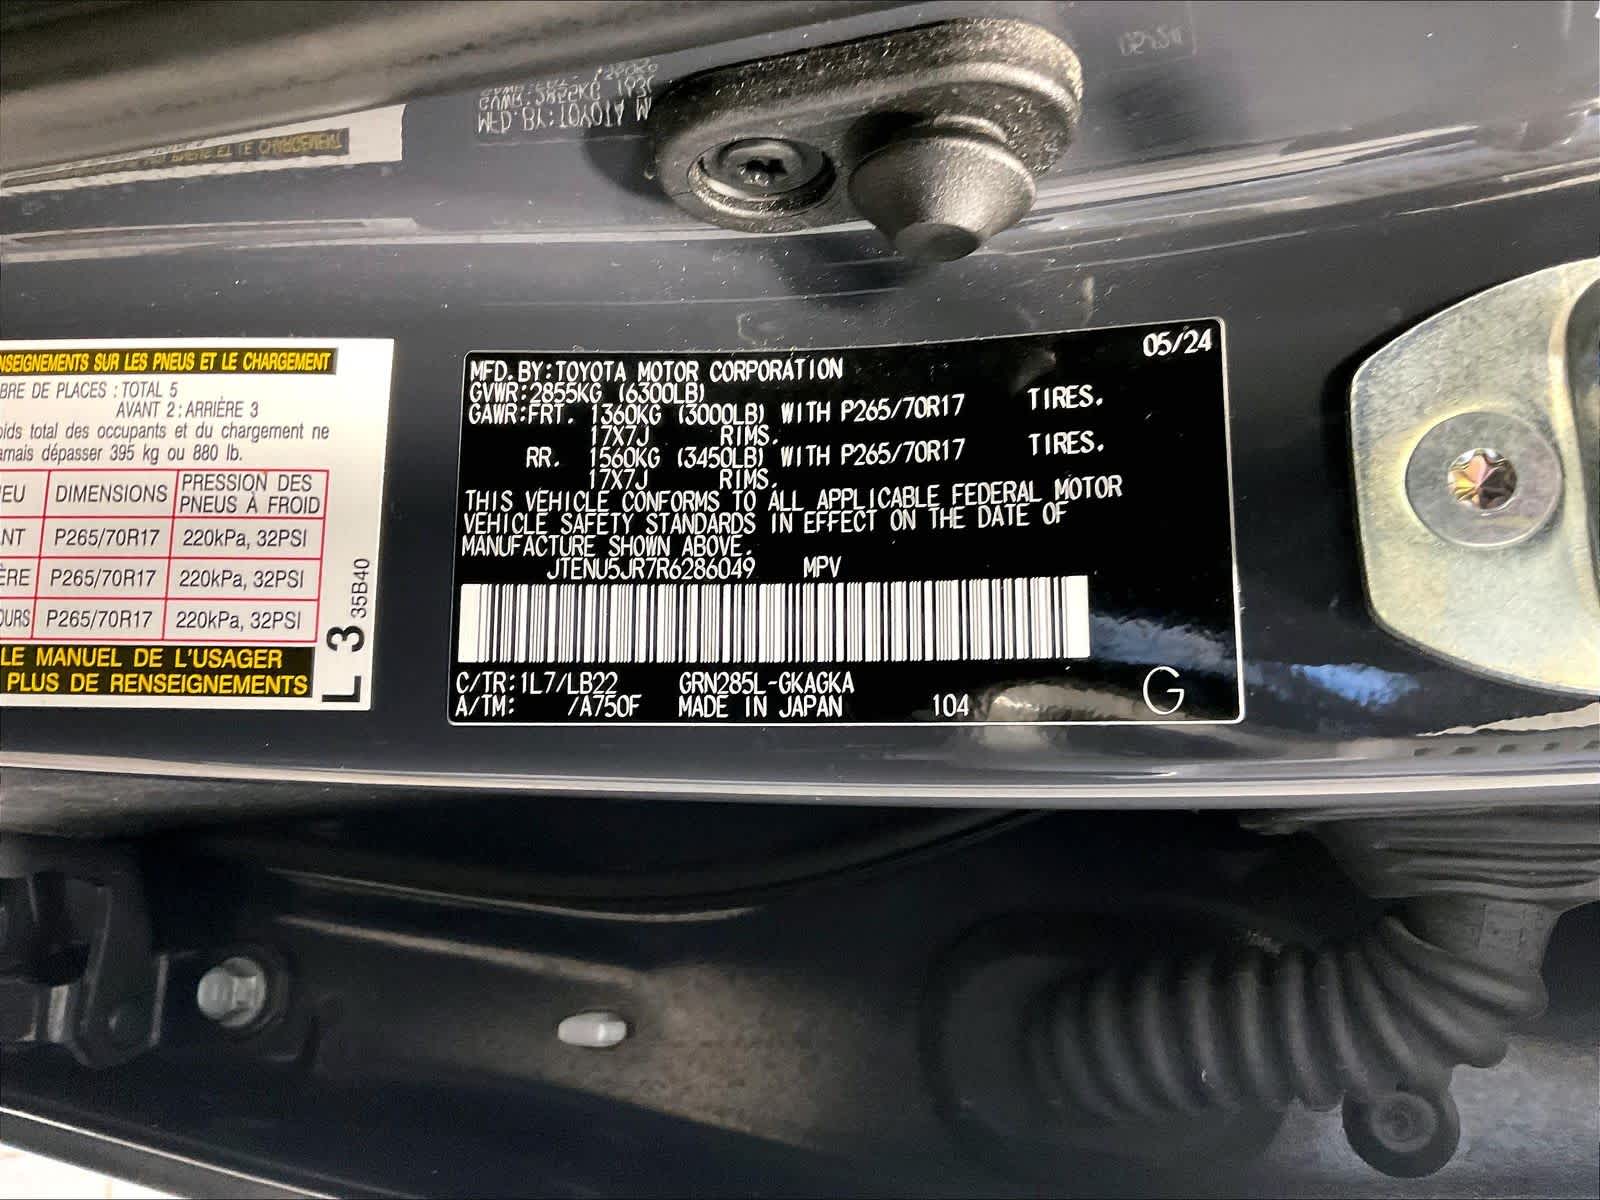 NSEIGNEMENTS SUR LES PNEUS ET LE CHARGEMENT
BRE DE PLACES : TOTAL 5
AVANT 2 : ARRIÈRE 3
oids total des occupants et du chargement ne
amais dépasser 395 kg ou 880 lb.
EU DIMENSIONS PRESSION DES PNEUS À FROID
NT P265/70R17 220kPa, 32PSI
ÈRE P265/70R17 220kPa, 32PSI
OURS P265/70R17 220kPa, 32PSI
LE MANUEL DE L'USAGER
PLUS DE RENSEIGNEMENTS
L 3 35B40
05/24
MFD. BY: TOYOTA MOTOR CORPORATION
GVWR: 2855KG (6300LB)
GAWR: FRT. 1360KG (3000LB) WITH P265/70R17 TIRES.
17X7J RIMS.
RR. 1560KG (3450LB) WITH P265/70R17 TIRES.
17X7J RIMS.
THIS VEHICLE CONFORMS TO ALL APPLICABLE FEDERAL MOTOR
VEHICLE SAFETY STANDARDS IN EFFECT ON THE DATE OF
MANUFACTURE SHOWN ABOVE.
JTENU5JR7R6286049 MPV
C/TR: 1L7/LB22 GRN285L-GKAGKA
A/TM: /A750F MADE IN JAPAN 104 G